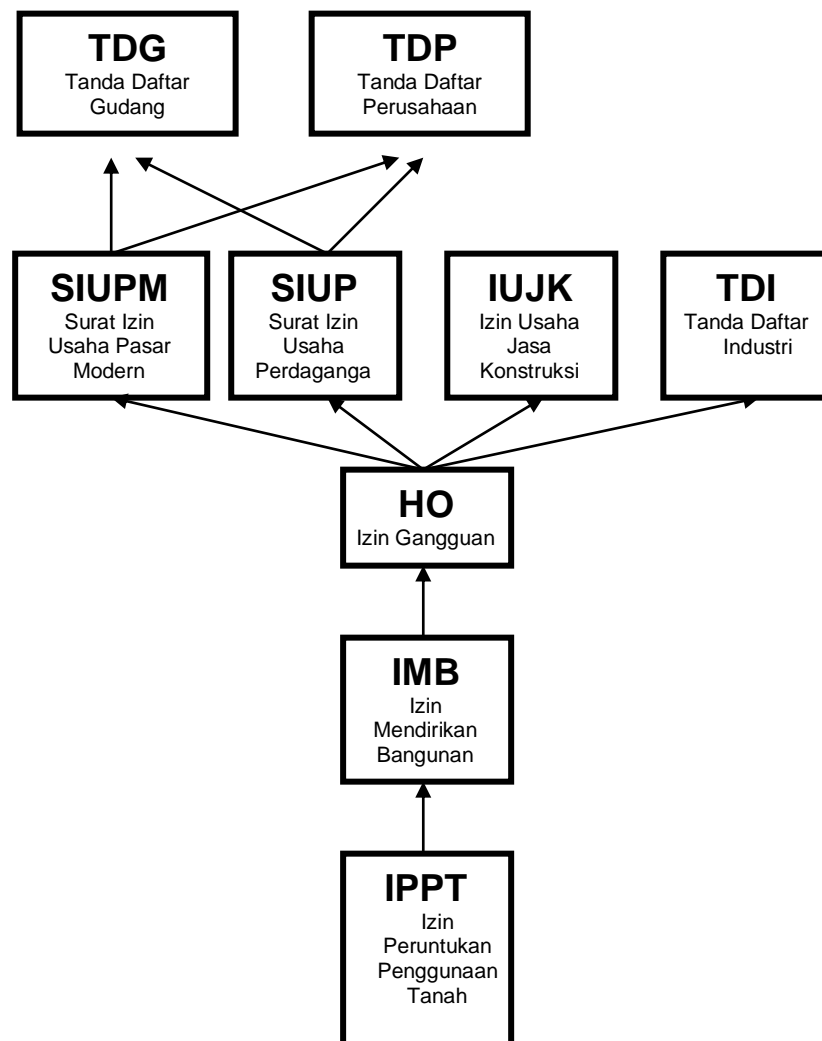 TDG
Tanda Daftar
Gudang
TDP
Tanda Daftar
Perusahaan
SIUPM
Surat Izin
Usaha Pasar
Modern
SIUP
Surat Izin
Usaha
Perdaganga
IUJK
Izin Usaha
Jasa
Konstruksi
TDI
Tanda Daftar
Industri
HO
Izin Gangguan
IMB
Izin
Mendirikan
Bangunan
IPPT
Izin
Peruntukan
Penggunaan
Tanah